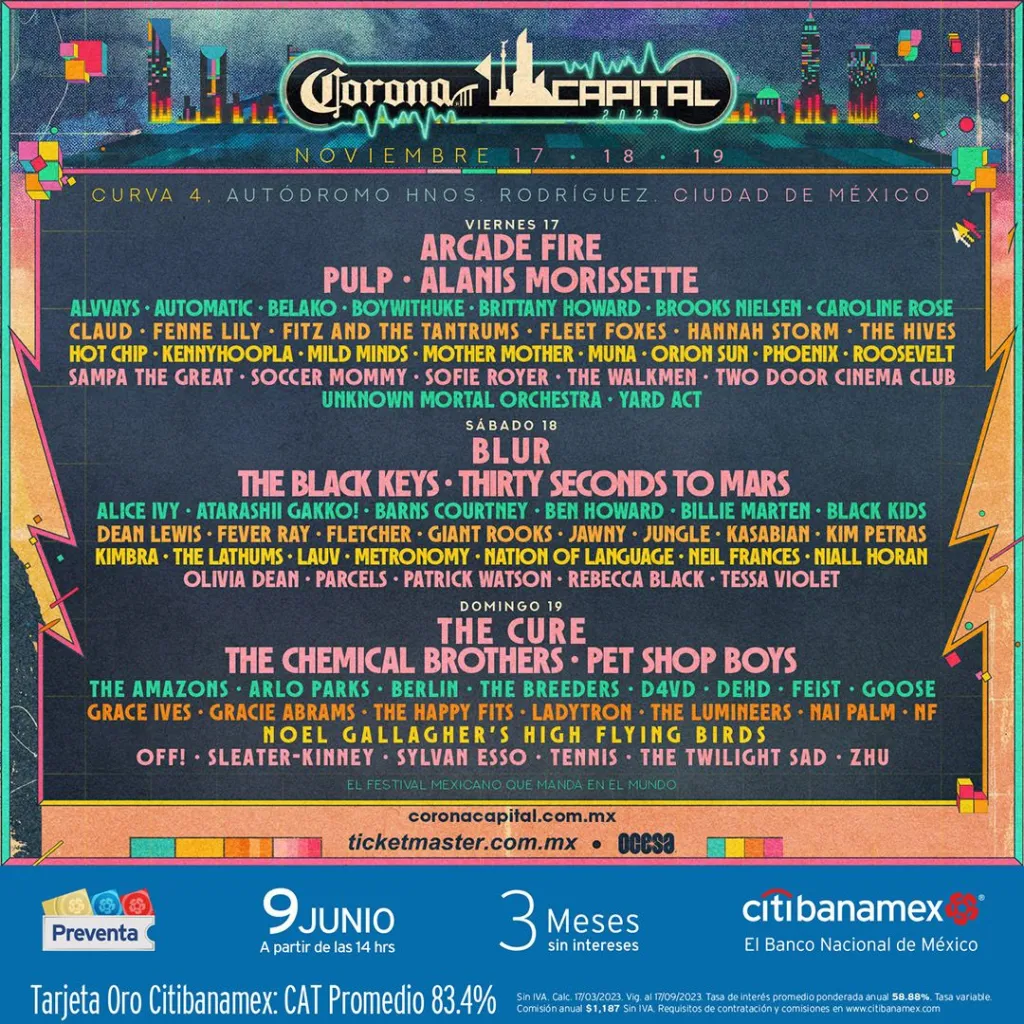 Corona CAPITAL
2023
NOVIEMBRE 17 • 18 • 19
CURVA 4. AUTÓDROMO HNOS. RODRÍGUEZ. CIUDAD DE MÉXICO
VIERNES 17
ARCADE FIRE
PULP • ALANIS MORISSETTE
ALVVAYS • AUTOMATIC • BELAKO • BOYWITHUKE • BRITTANY HOWARD • BROOKS NIELSEN • CAROLINE ROSE
CLAUD • FENNE LILY • FITZ AND THE TANTRUMS • FLEET FOXES • HANNAH STORM • THE HIVES
HOT CHIP • KENNYHOOPLA • MILD MINDS • MOTHER MOTHER • MUNA • ORION SUN • PHOENIX • ROOSEVELT
SAMPA THE GREAT • SOCCER MOMMY • SOFIE ROYER • THE WALKMEN • TWO DOOR CINEMA CLUB
UNKNOWN MORTAL ORCHESTRA • YARD ACT
SÁBADO 18
BLUR
THE BLACK KEYS • THIRTY SECONDS TO MARS
ALICE IVY • ATARASHII GAKKO! • BARNS COURTNEY • BEN HOWARD • BILLIE MARTEN • BLACK KIDS
DEAN LEWIS • FEVER RAY • FLETCHER • GIANT ROOKS • JAWNY • JUNGLE • KASABIAN • KIM PETRAS
KIMBRA • THE LATHUMS • LAUV • METRONOMY • NATION OF LANGUAGE • NEIL FRANCES • NIALL HORAN
OLIVIA DEAN • PARCELS • PATRICK WATSON • REBECCA BLACK • TESSA VIOLET
DOMINGO 19
THE CURE
THE CHEMICAL BROTHERS • PET SHOP BOYS
THE AMAZONS • ARLO PARKS • BERLIN • THE BREEDERS • D4VD • DEHD • FEIST • GOOSE
GRACE IVES • GRACIE ABRAMS • THE HAPPY FITS • LADYTRON • THE LUMINEERS • NAI PALM • NF
NOEL GALLAGHER'S HIGH FLYING BIRDS
OFF! • SLEATER-KINNEY • SYLVAN ESSO • TENNIS • THE TWILIGHT SAD • ZHU
EL FESTIVAL MEXICANO QUE MANDA EN EL MUNDO
coronacapital.com.mx
ticketmaster.com.mx • ocesa
Preventa
9 JUNIO
A partir de las 14 hrs
3 Meses
sin intereses
citibanamex
El Banco Nacional de México
Tarjeta Oro Citibanamex: CAT Promedio 83.4%
Sin IVA. Calc. 17/03/2023. Vig. al 17/09/2023. Tasa de interés promedio ponderada anual 58.88%. Tasa variable.
Comisión anual $1,187 Sin IVA. Requisitos de contratación y comisiones en www.citibanamex.com